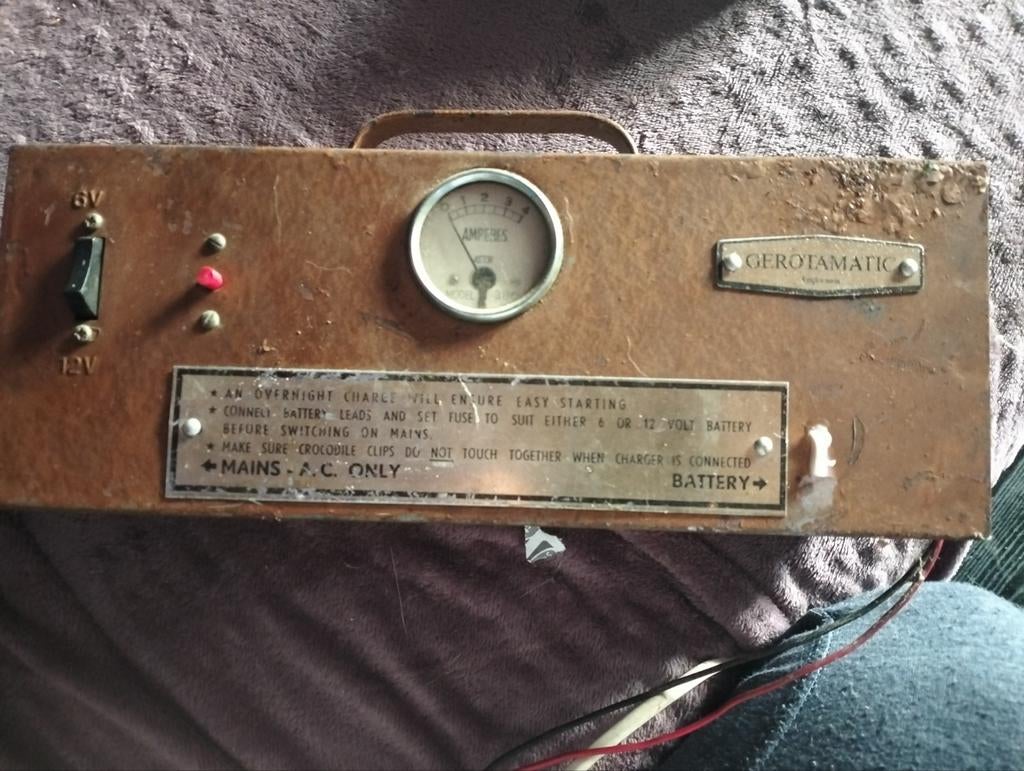 6V
12V
0 1 2 3 4
AMPERES
MODEL
GEROTAMATIC
★ AN OVERNIGHT CHARGE WILL ENSURE EASY STARTING
★ CONNECT BATTERY LEADS AND SET FUSE TO SUIT EITHER 6 OR 12 VOLT BATTERY
BEFORE SWITCHING ON MAINS.
★ MAKE SURE CROCODILE CLIPS DO NOT TOUCH TOGETHER WHEN CHARGER IS CONNECTED
←MAINS - A.C. ONLY
BATTERY→